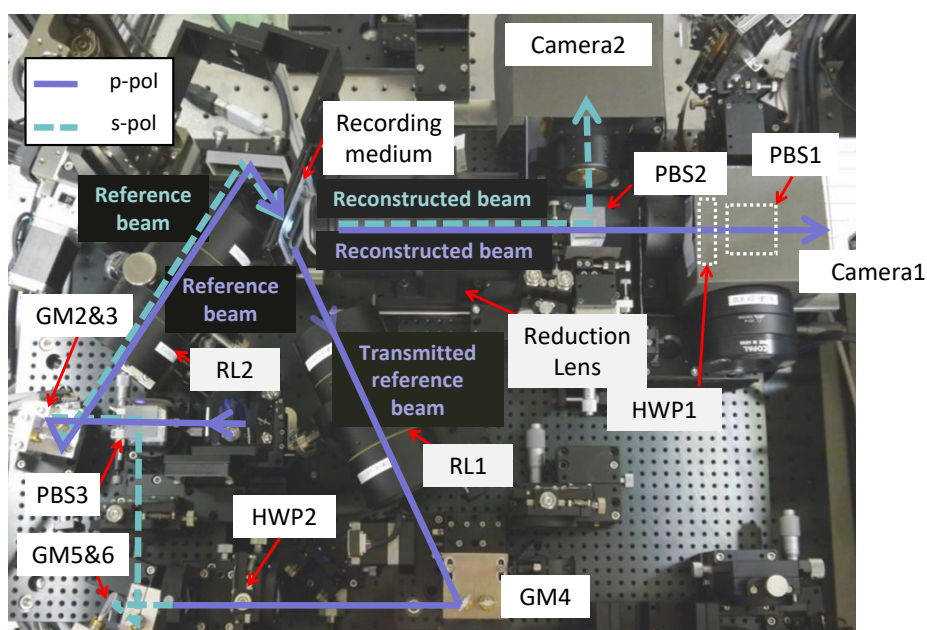 p-pol
s-pol
Camera2
Recording
medium
PBS2
PBS1
Reference
beam
Reconstructed beam
Reconstructed beam
Camera1
Reference
beam
GM2&3
RL2
Transmitted
reference
beam
Reduction
Lens
HWP1
RL1
PBS3
HWP2
GM5&6
GM4